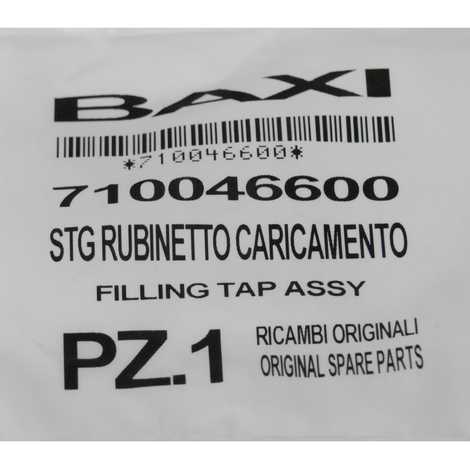 BAXI
*710046600*
710046600
STG RUBINETTO CARICAMENTO
FILLING TAP ASSY
PZ.1
RICAMBI ORIGINALI
ORIGINAL SPARE PARTS